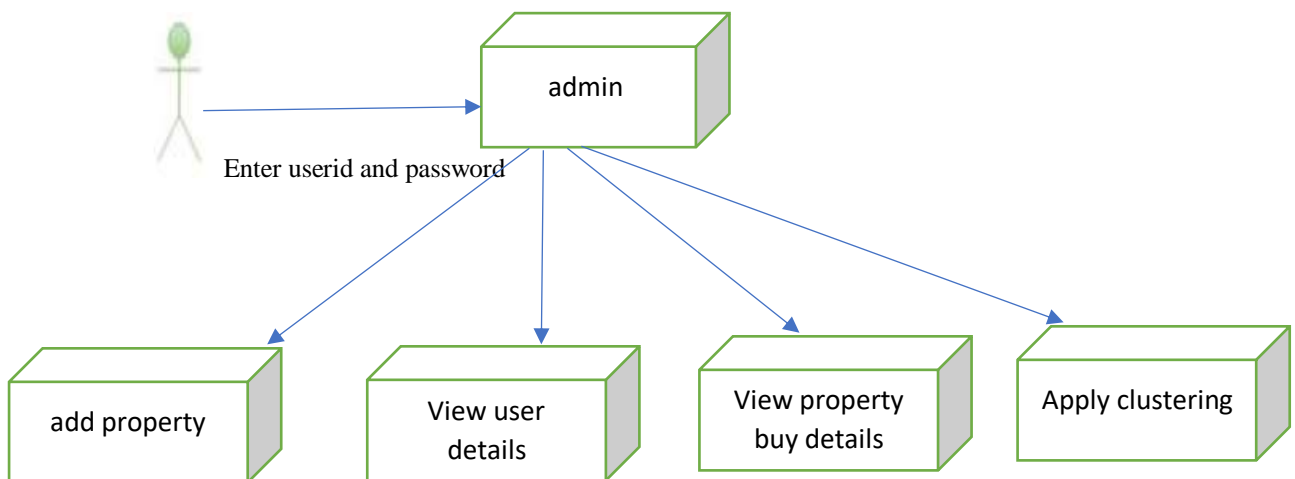 admin
Enter userid and password
add property
View user
details
View property
buy details
Apply clustering